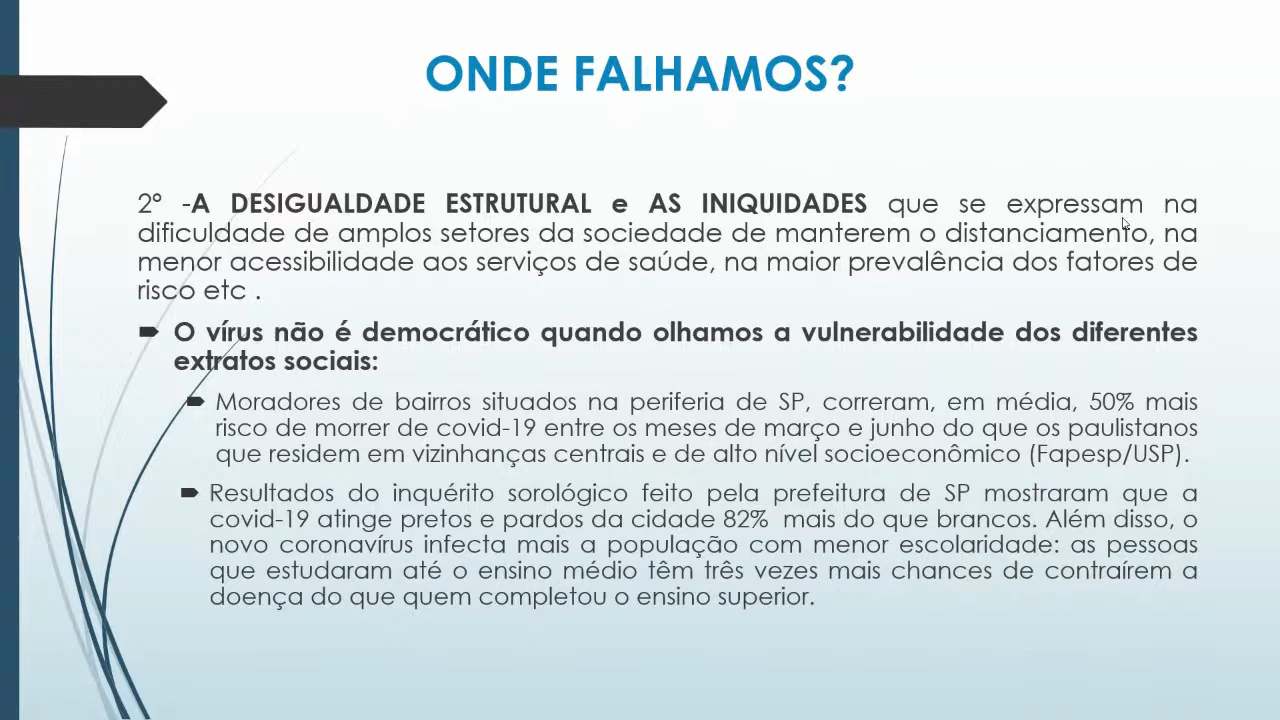 ONDE FALHAMOS?
2º -A DESIGUALDADE ESTRUTURAL e AS INIQUIDADES que se expressam na
dificuldade de amplos setores da sociedade de manterem o distanciamento, na
menor acessibilidade aos serviços de saúde, na maior prevalência dos fatores de
risco etc .
O vírus não é democrático quando olhamos a vulnerabilidade dos diferentes
extratos sociais:
Moradores de bairros situados na periferia de SP, correram, em média, 50% mais
risco de morrer de covid-19 entre os meses de março e junho do que os paulistanos
que residem em vizinhanças centrais e de alto nível socioeconômico (Fapesp/USP).
Resultados do inquérito sorológico feito pela prefeitura de SP mostraram que a
covid-19 atinge pretos e pardos da cidade 82% mais do que brancos. Além disso, o
novo coronavírus infecta mais a população com menor escolaridade: as pessoas
que estudaram até o ensino médio têm três vezes mais chances de contraírem a
doença do que quem completou o ensino superior.